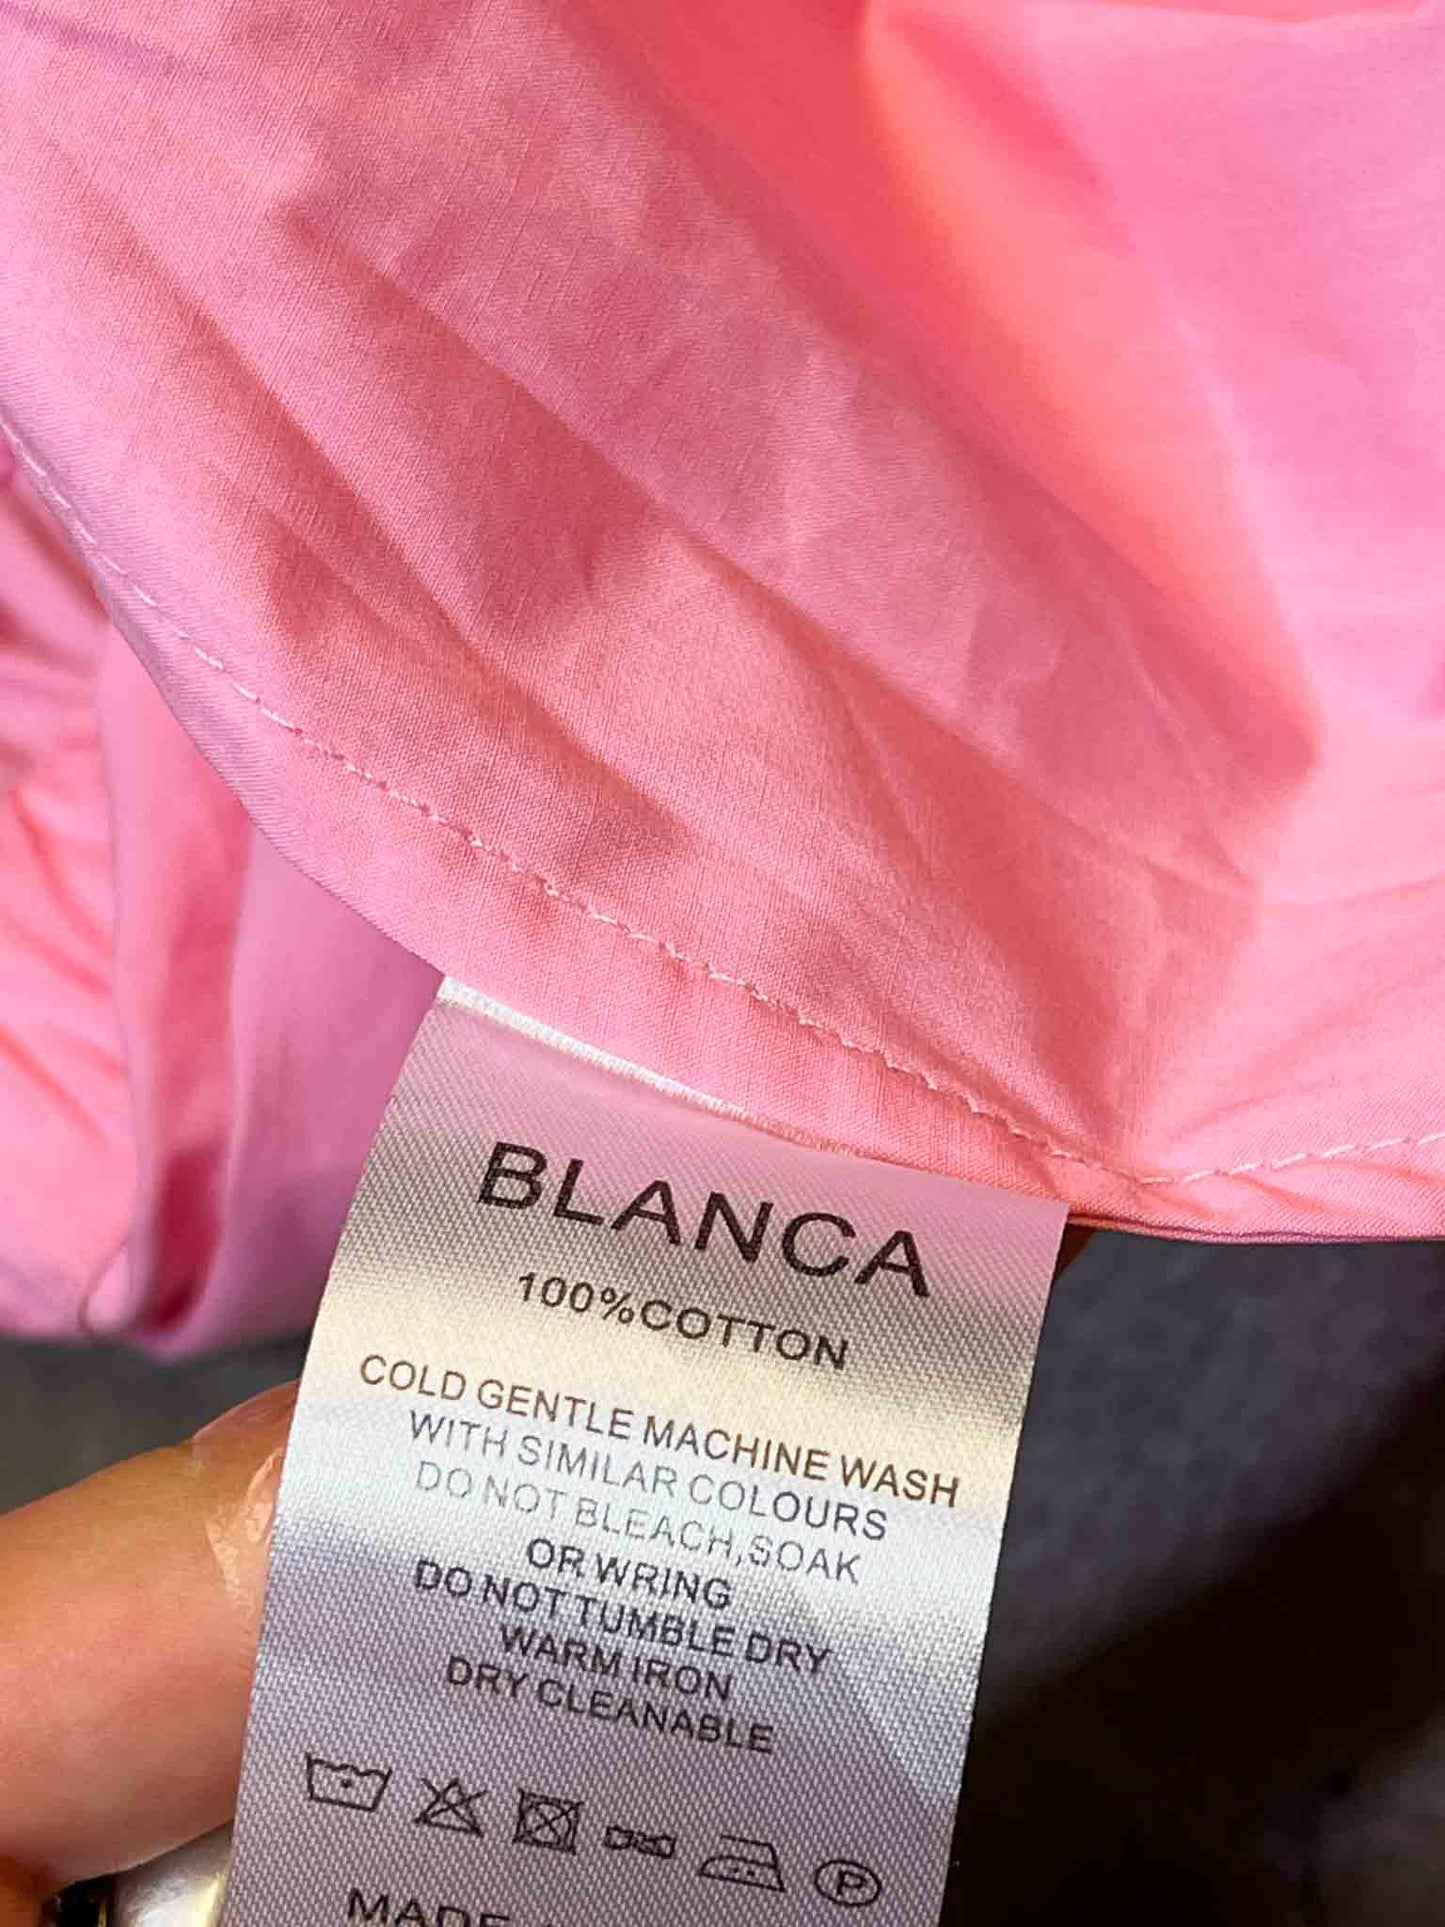 BLANCA
100%COTTON
COLD GENTLE MACHINE WASH
WITH SIMILAR COLOURS
DO NOT BLEACH,SOAK
OR WRING
DO NOT TUMBLE DRY
WARM IRON
DRY CLEANABLE
P
MADE